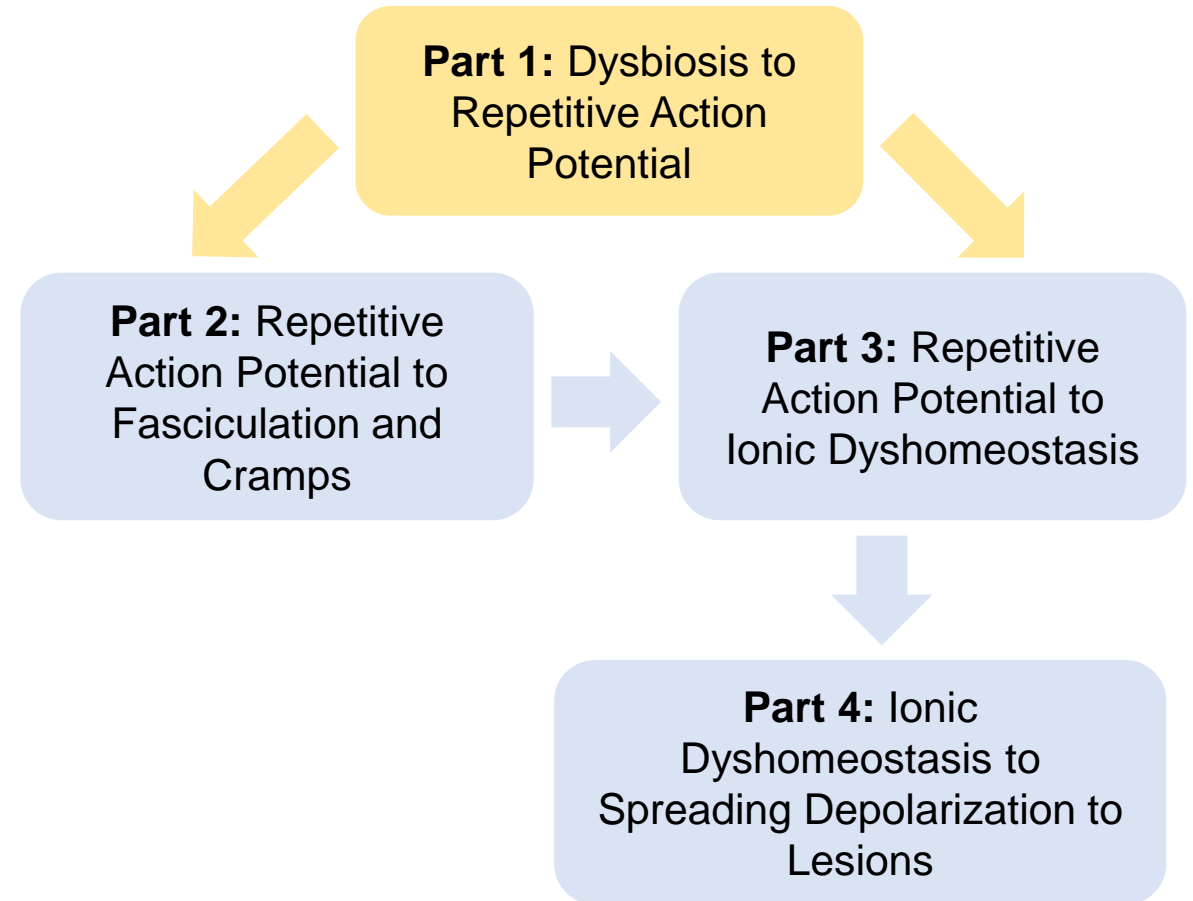 Part 1: Dysbiosis to
Repetitive Action
Potential
Part 2: Repetitive
Action Potential to
Fasciculation and
Cramps
Part 3: Repetitive
Action Potential to
Ionic Dyshomeostasis
Part 4: Ionic
Dyshomeostasis to
Spreading Depolarization to
Lesions